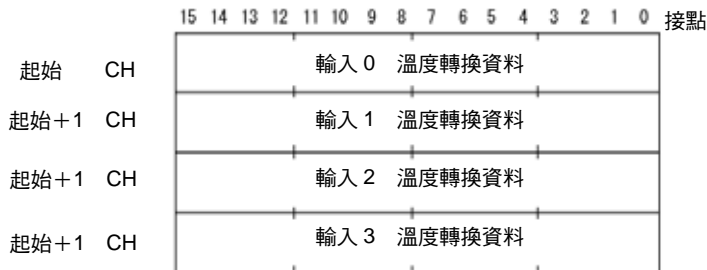 15 14 13 12 11 10 9 8 7 6 5 4 3 2 1 0 接點
起始 CH 輸入 0 溫度轉換資料
起始＋1 CH 輸入 1 溫度轉換資料
起始＋1 CH 輸入 2 溫度轉換資料
起始＋1 CH 輸入 3 溫度轉換資料